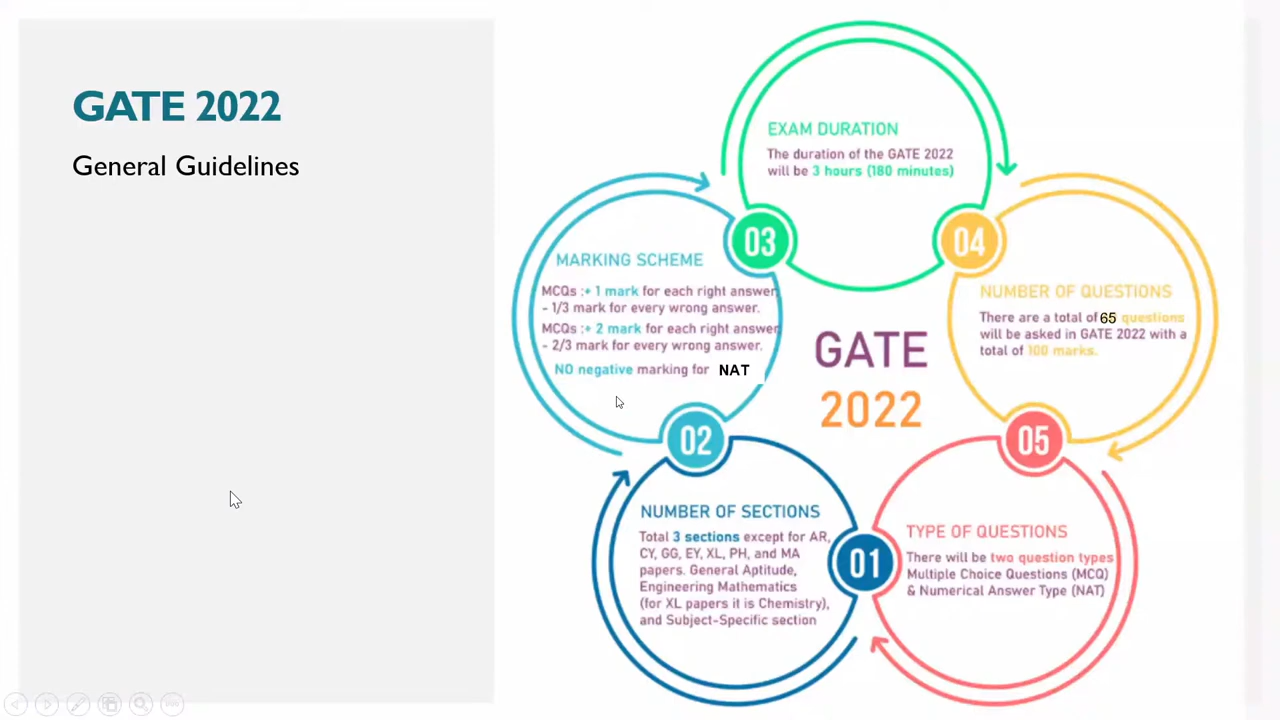 GATE 2022
General Guidelines
EXAM DURATION
The duration of the GATE 2022
will be 3 hours (180 minutes)
03
04
MARKING SCHEME
MCQs :+ 1 mark for each right answer
- 1/3 mark for every wrong answer.
MCQs :+ 2 mark for each right answer
- 2/3 mark for every wrong answer.
NO negative marking for NAT
NUMBER OF QUESTIONS
There are a total of 65 questions
will be asked in GATE 2022 with a
total of 100 marks.
GATE
2022
02
05
NUMBER OF SECTIONS
Total 3 sections except for AR,
CY, GG, EY, XL, PH, and MA
papers. General Aptitude,
Engineering Mathematics
(for XL papers it is Chemistry),
and Subject-Specific section
01
TYPE OF QUESTIONS
There will be two question types
Multiple Choice Questions (MCQ)
& Numerical Answer Type (NAT)